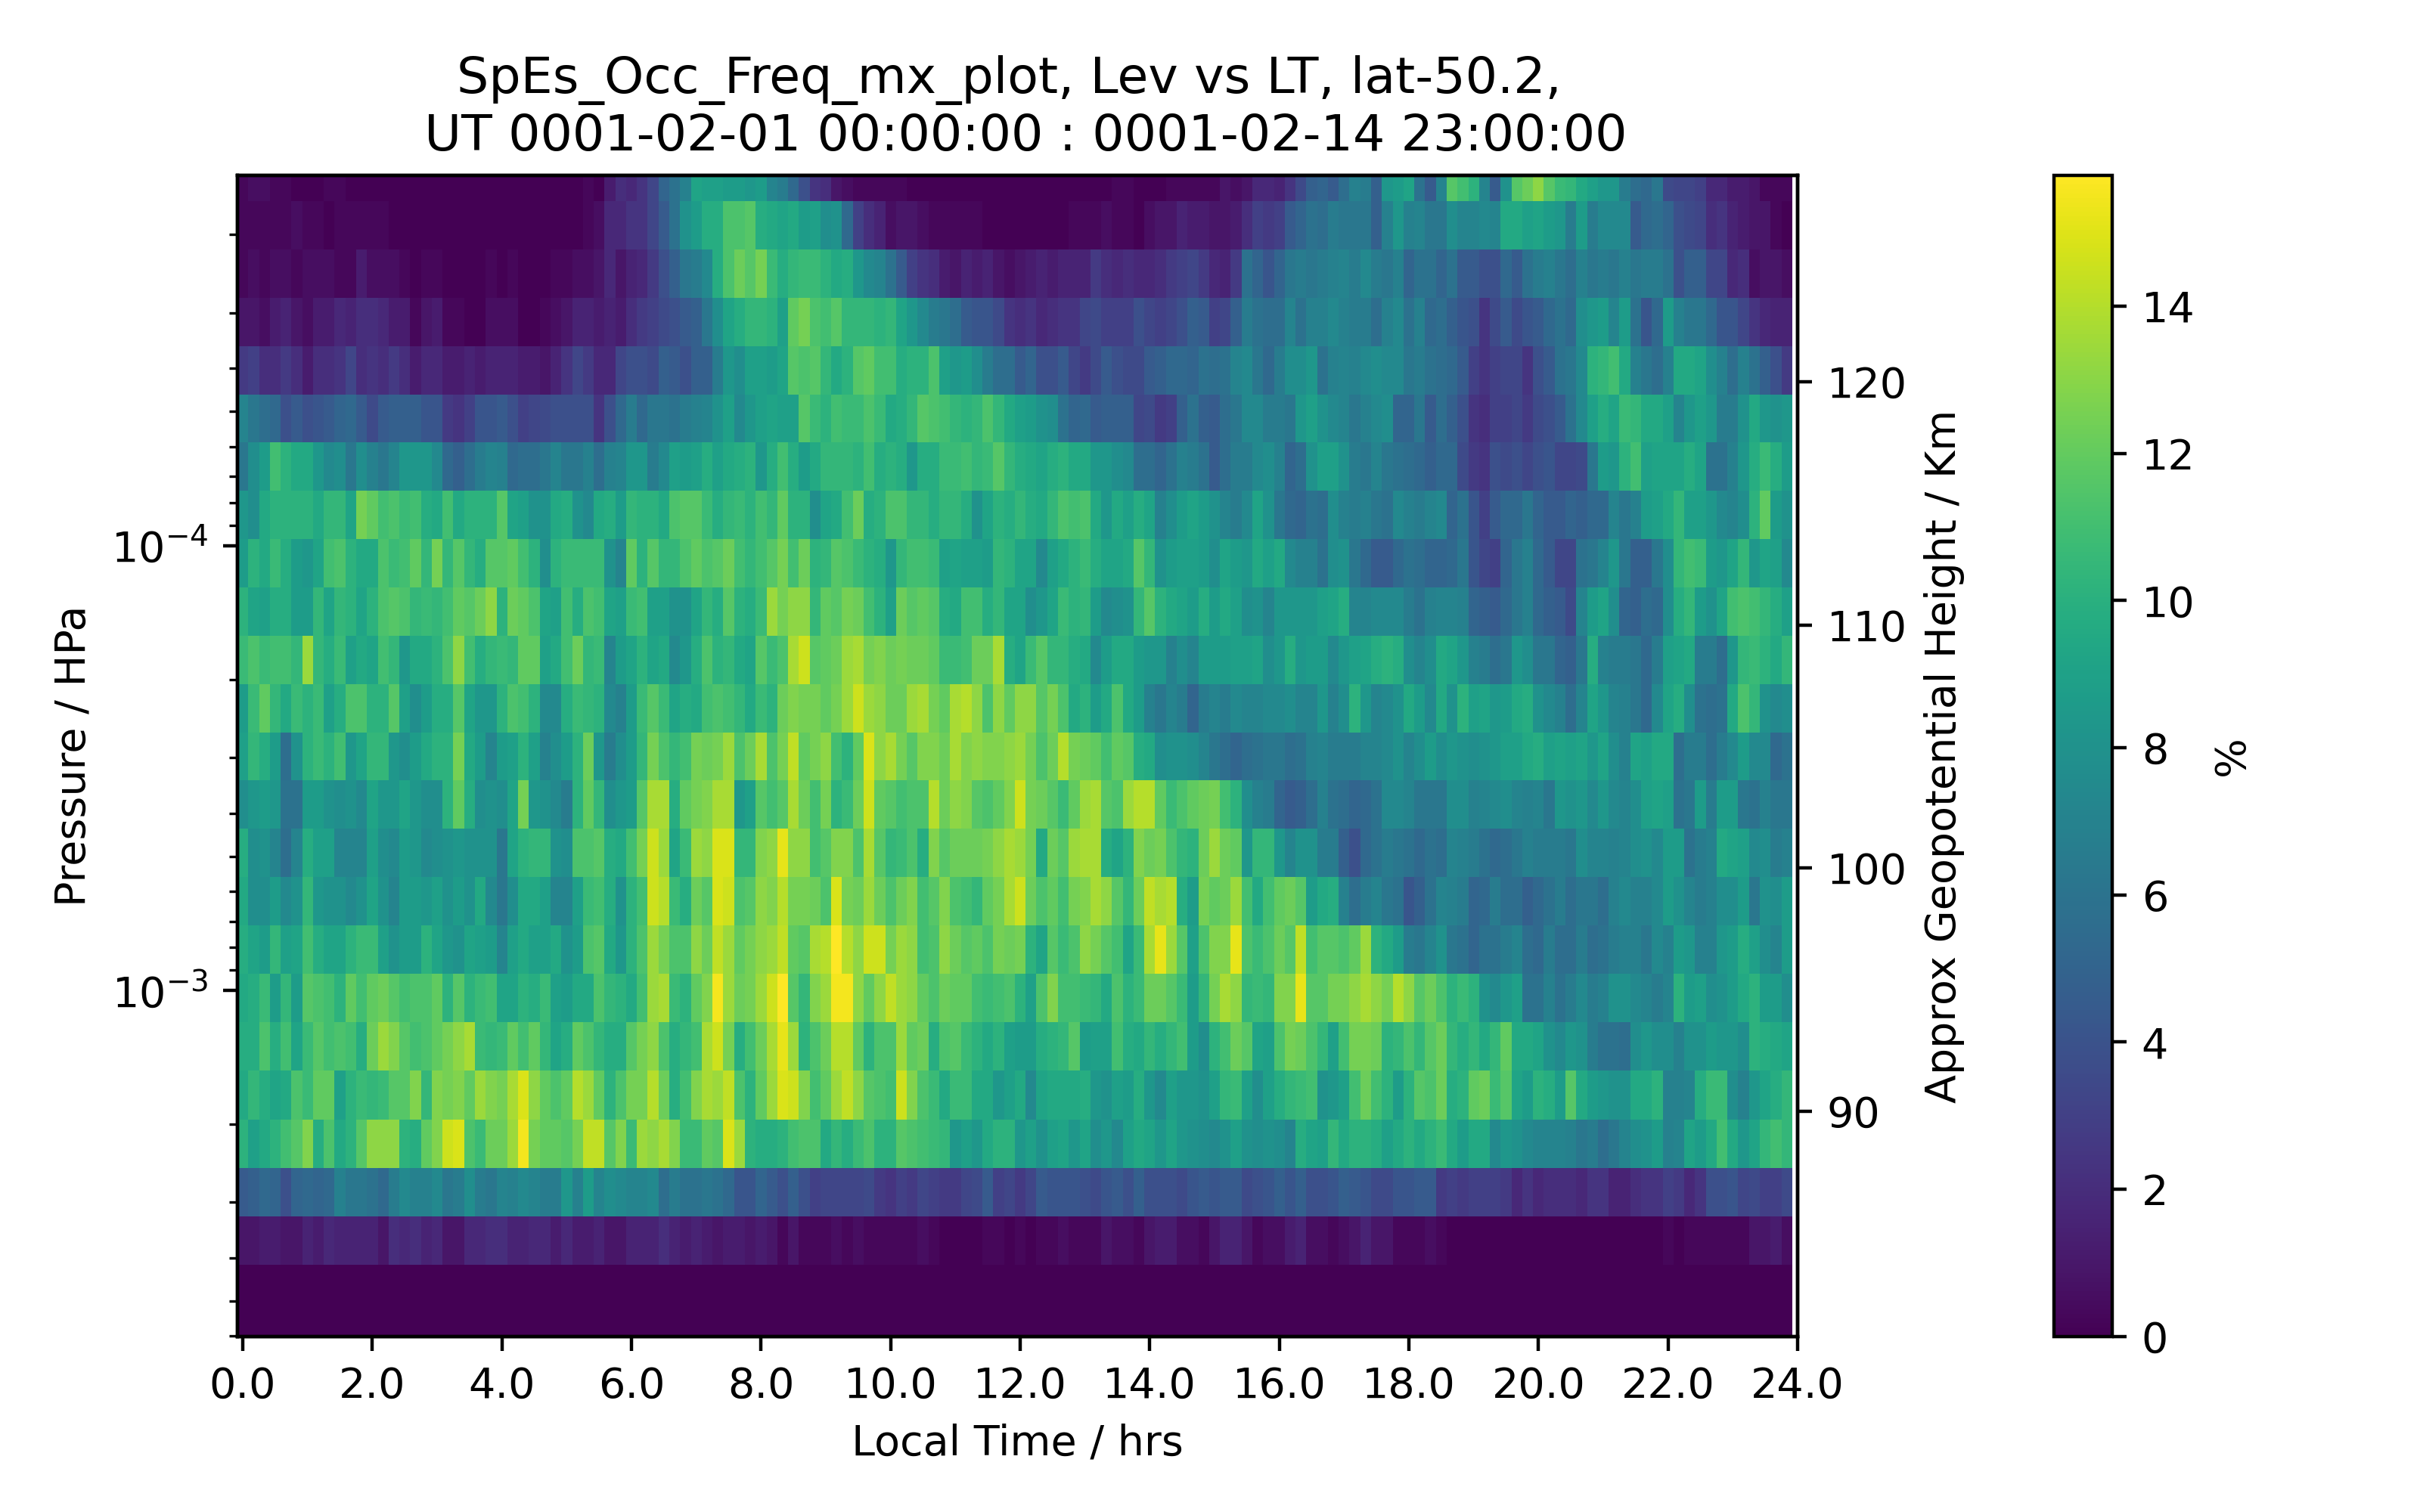 SpEs_Occ_Freq_mx_plot, Lev vs LT, lat-50.2,
UT 0001-02-01 00:00:00 : 0001-02-14 23:00:00
Pressure / HPa
10⁻⁴
10⁻³
0.0 2.0 4.0 6.0 8.0 10.0 12.0 14.0 16.0 18.0 20.0 22.0 24.0
Local Time / hrs
120
110
100
90
Approx Geopotential Height / Km
14
12
10
8
6
4
2
0
%